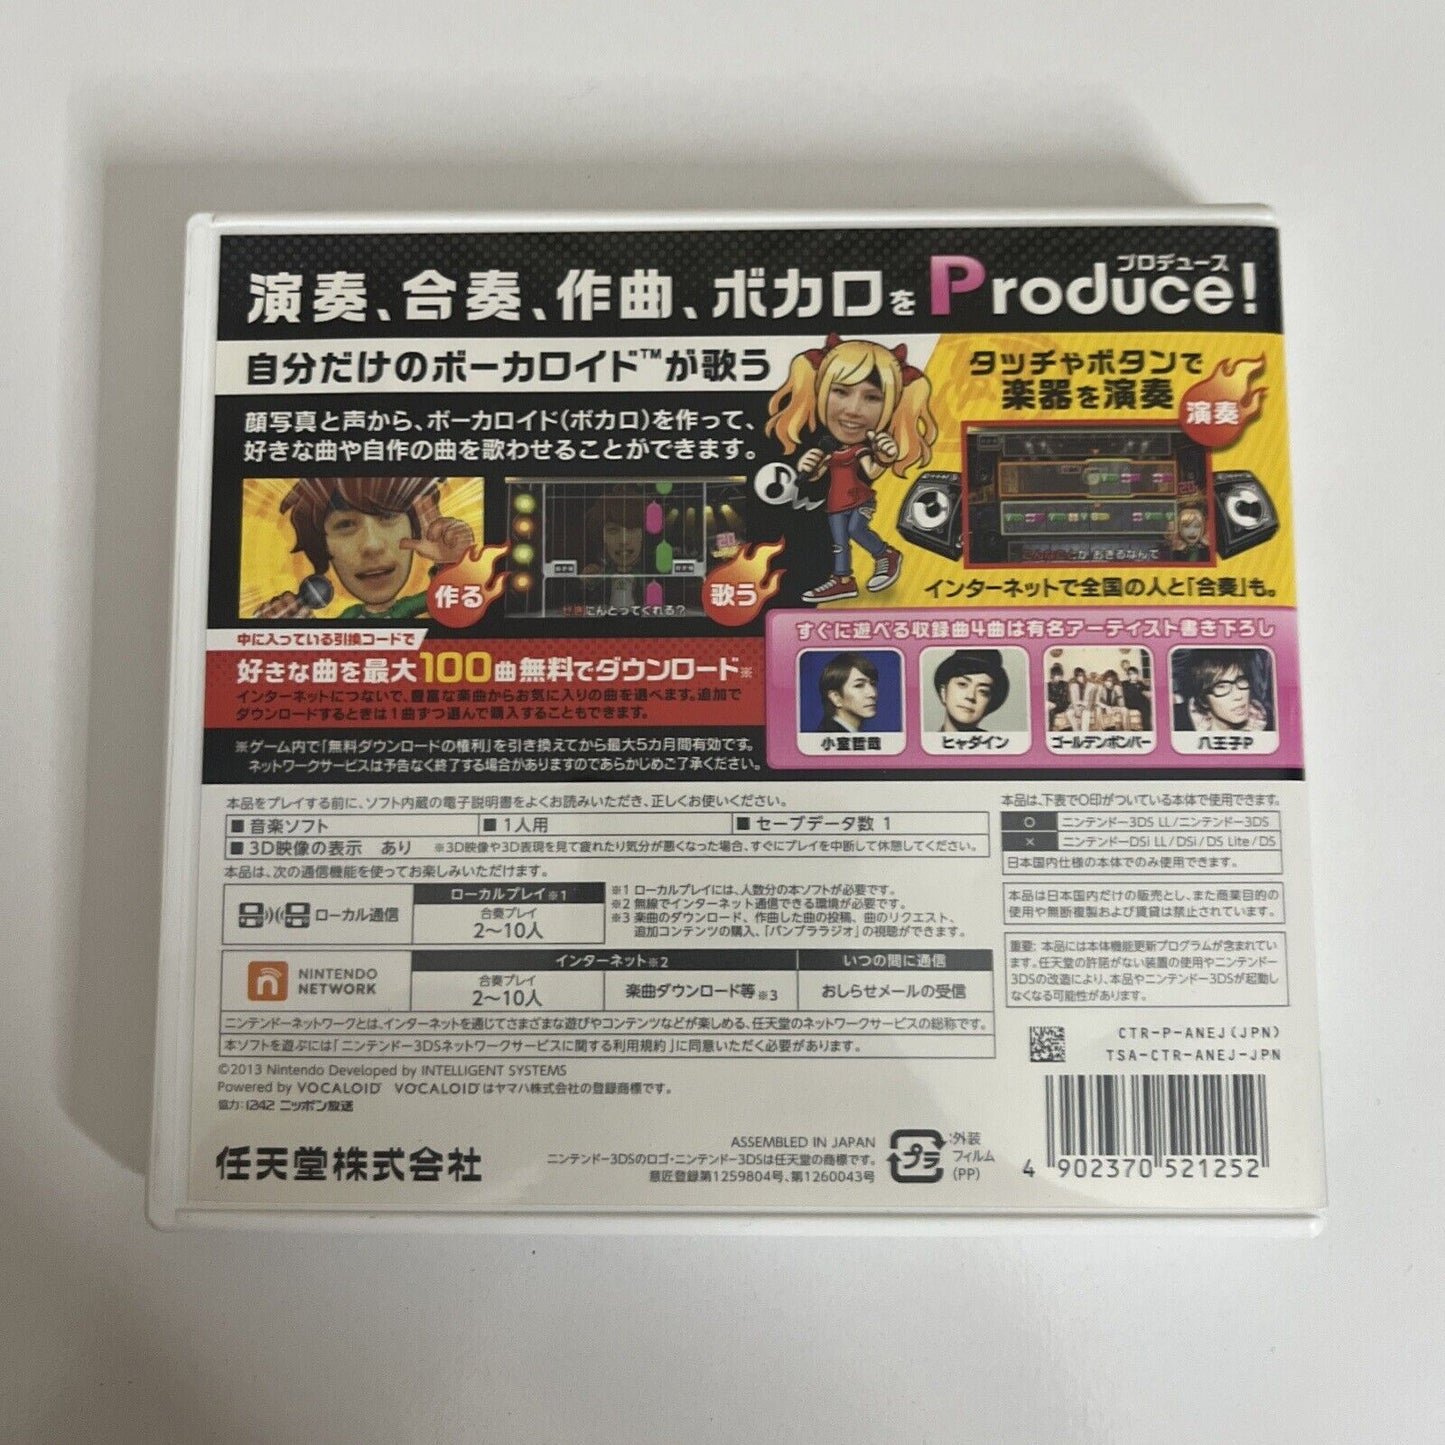 プロデュース
演奏、合奏、作曲、ボカロをProduce!
自分だけのボーカロイド™が歌う
顔写真と声から、ボーカロイド(ボカロ)を作って、
好きな曲や自作の曲を歌わせることができます。
作る
歌う
好きにんとってくれる?
タッチやボタンで
楽器を演奏
演奏
インターネットで全国の人と「合奏」も。
中に入っている引換コードで
好きな曲を最大100曲無料でダウンロード※
インターネットにつないで、豊富な楽曲からお気に入りの曲を選べます。追加で
ダウンロードするときは1曲ずつ選んで購入することもできます。
※ゲーム内で「無料ダウンロードの権利」を引き換えてから最大5カ月間有効です。
ネットワークサービスは予告なく終了する場合がありますのであらかじめご了承ください。
すぐに遊べる収録曲4曲は有名アーティスト書き下ろし
小室哲哉
ヒャダイン
ゴールデンボンバー
八王子P
本品をプレイする前に、ソフト内蔵の電子説明書をよくお読みいただき、正しくお使いください。
■音楽ソフト ■1人用 ■セーブデータ数 1
■3D映像の表示 あり ※3D映像や3D表現を見て疲れたり気分が悪くなった場合、すぐにプレイを中断して休憩してください。
本品は、次の通信機能を使ってお楽しみいただけます。
ローカル通信
ローカルプレイ※1
合奏プレイ
2〜10人
※1 ローカルプレイには、人数分の本ソフトが必要です。
※2 無線でインターネット通信できる環境が必要です。
※3 楽曲のダウンロード、作曲した曲の投稿、曲のリクエスト、
追加コンテンツの購入、「バンブララジオ」の視聴ができます。
NINTENDO
NETWORK
インターネット※2
いつの間に通信
合奏プレイ
2〜10人
楽曲ダウンロード等※3
おしらせメールの受信
ニンテンドーネットワークとは、インターネットを通じてさまざまな遊びやコンテンツなどが楽しめる、任天堂のネットワークサービスの総称です。
本ソフトを遊ぶには「ニンテンドー3DSネットワークサービスに関する利用規約」に同意いただく必要があります。
©2013 Nintendo Developed by INTELLIGENT SYSTEMS
Powered by VOCALOID VOCALOIDはヤマハ株式会社の登録商標です。
協力:1242 ニッポン放送
任天堂株式会社
本品は、下表で○印がついている本体で使用できます。
○ ニンテンドー3DS LL/ニンテンドー3DS
× ニンテンドーDSi LL/DSi/DS Lite/DS
日本国内仕様の本体でのみ使用できます。
本品は日本国内だけの販売とし、また商業目的の
使用や無断複製および賃貸は禁止されています。
重要:本品には本体機能更新プログラムが含まれてい
ます。任天堂の許諾がない装置の使用やニンテンドー
3DSの改造により、本品やニンテンドー3DSが起動し
なくなる可能性があります。
CTR-P-ANEJ(JPN)
TSA-CTR-ANEJ-JPN
ASSEMBLED IN JAPAN
ニンテンドー3DSのロゴ・ニンテンドー3DSは任天堂の商標です。
意匠登録第1259804号、第1260043号
プラ
:外装
フィルム
(PP)
4 902370 521252